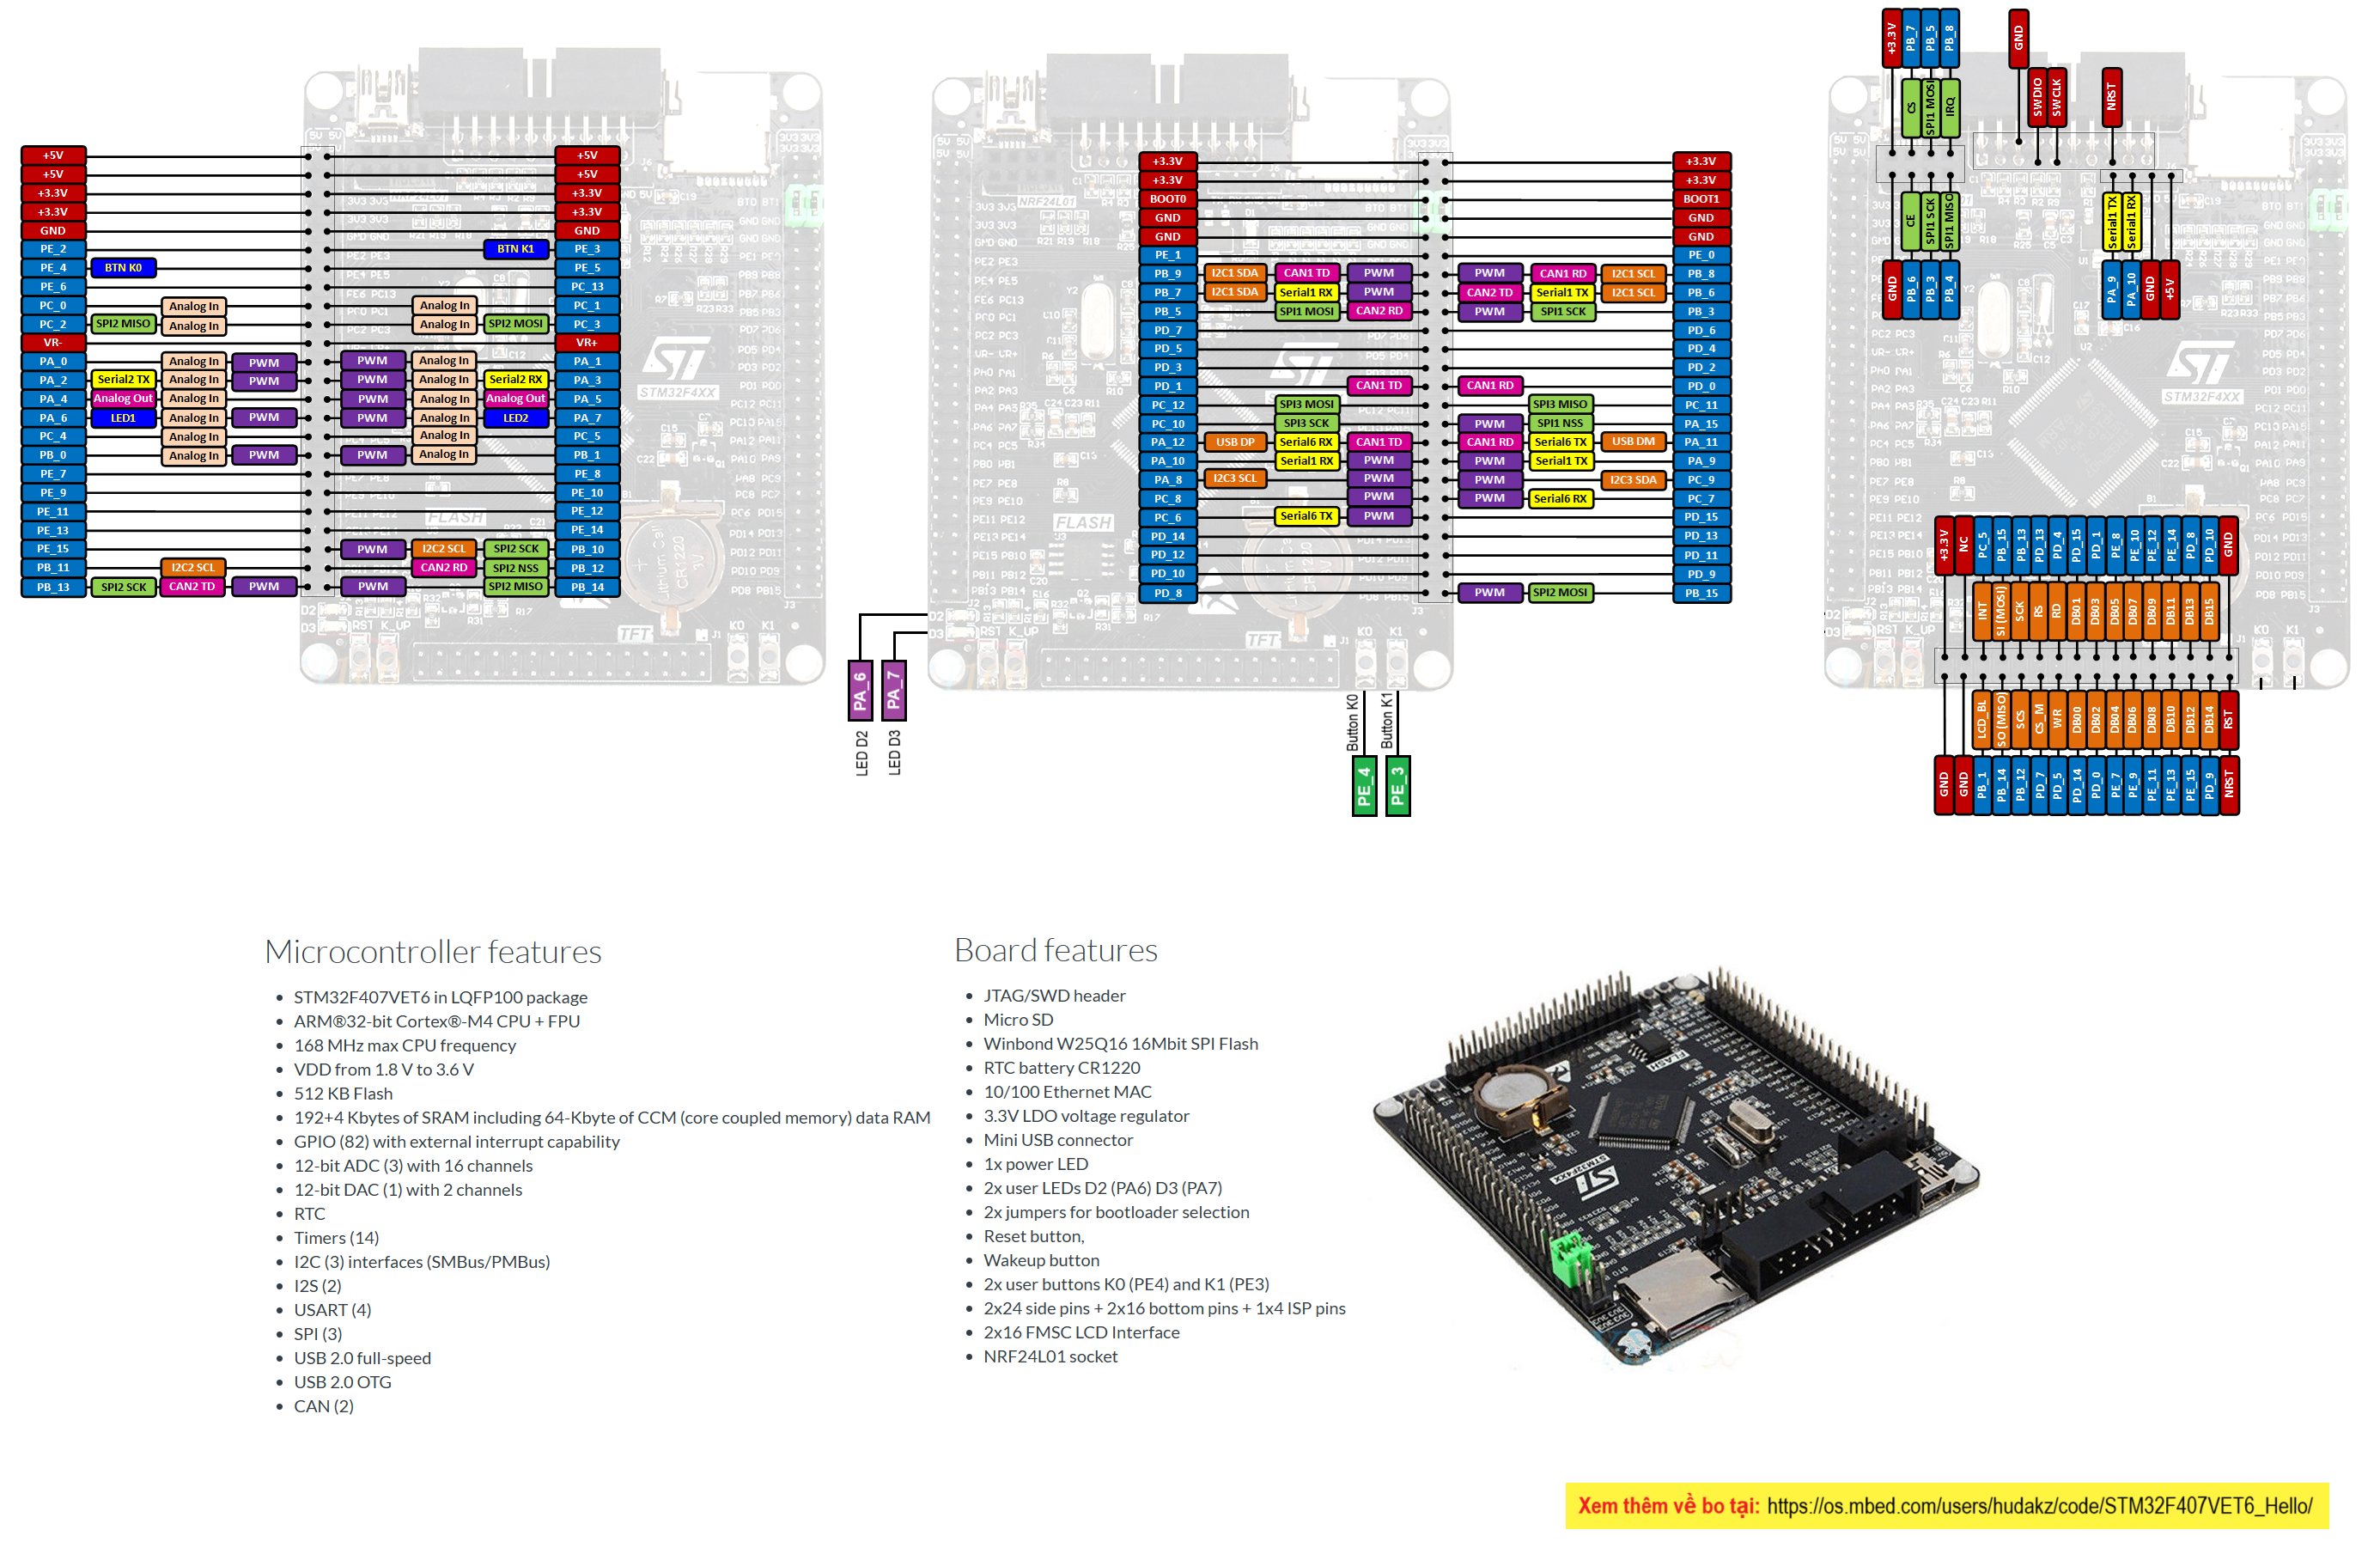 +5V +5V
+5V +5V
+3.3V +3.3V
+3.3V +3.3V
GND GND
PE_2 BTN K1 PE_3
PE_4 BTN K0 PE_5
PE_6 PC_13
PC_0 Analog In Analog In PC_1
PC_2 SPI2 MISO Analog In Analog In SPI2 MOSI PC_3
VR- VR+
PA_0 Analog In PWM PWM Analog In PA_1
PA_2 Serial2 TX Analog In PWM PWM Analog In Serial2 RX PA_3
PA_4 Analog Out Analog In PWM Analog In Analog Out PA_5
PA_6 LED1 Analog In PWM PWM Analog In LED2 PA_7
PC_4 Analog In Analog In PC_5
PB_0 Analog In PWM PWM Analog In PB_1
PE_7 PE_8
PE_9 PE_10
PE_11 PE_12
PE_13 PE_14
PE_15 PWM I2C2 SCL SPI2 SCK PB_10
PB_11 I2C2 SCL CAN2 RD SPI2 NSS PB_12
PB_13 SPI2 SCK CAN2 TD PWM PWM SPI2 MISO PB_14
STM32F4XX
FLASH
TFT
RST K_UP
K0 K1
+3.3V +3.3V
+3.3V +3.3V
BOOT0 BOOT1
GND GND
GND GND
PE_1 PE_0
PB_9 I2C1 SDA CAN1 TD PWM PWM CAN1 RD I2C1 SCL PB_8
PB_7 I2C1 SDA Serial1 RX PWM CAN2 TD Serial1 TX I2C1 SCL PB_6
PB_5 SPI1 MOSI CAN2 RD PWM SPI1 SCK PB_3
PD_7 PD_6
PD_5 PD_4
PD_3 PD_2
PD_1 CAN1 TD CAN1 RD PD_0
PC_12 SPI3 MOSI SPI3 MISO PC_11
PC_10 SPI3 SCK PWM SPI1 NSS PA_15
PA_12 USB DP Serial6 RX CAN1 TD CAN1 RD Serial6 TX USB DM PA_11
PA_10 Serial1 RX PWM PWM Serial1 TX PA_9
PA_8 I2C3 SCL PWM PWM I2C3 SDA PC_9
PC_8 PWM PWM Serial6 RX PC_7
PC_6 Serial6 TX PWM PD_15
PD_14 PD_13
PD_12 PD_11
PD_10 PD_9
PD_8 PWM SPI2 MOSI PB_15
NRF24L01
FLASH
TFT
PA_6 PA_7
LED D2 LED D3
Button K0 Button K1
PE_4 PE_3
+3.3V PB_7 PB_5 PB_8 GND
CS SPI1 MOSI IRQ SWDIO SWCLK NRST
CE SPI1 SCK SPI1 MISO Serial1 TX Serial1 RX
GND PB_6 PB_3 PB_4 PA_9 PA_10 GND +5V
STM32F4XX
+3.3V NC PC_5 PB_15 PB_13 PD_13 PD_4 PD_15 PD_1 PE_8 PE_10 PE_12 PE_14 PD_8 PD_10 GND
INT SI (MOSI) SCK RS RD DB01 DB03 DB05 DB07 DB09 DB11 DB13 DB15
LCD_BL SO (MISO) SCS CS_M WR DB00 DB02 DB04 DB06 DB08 DB10 DB12 DB14 RST
GND GND PB_1 PB_14 PB_12 PD_7 PD_5 PD_14 PD_0 PE_7 PE_9 PE_11 PE_13 PE_15 PD_9 NRST
Microcontroller features
• STM32F407VET6 in LQFP100 package
• ARM®32-bit Cortex®-M4 CPU + FPU
• 168 MHz max CPU frequency
• VDD from 1.8 V to 3.6 V
• 512 KB Flash
• 192+4 Kbytes of SRAM including 64-Kbyte of CCM (core coupled memory) data RAM
• GPIO (82) with external interrupt capability
• 12-bit ADC (3) with 16 channels
• 12-bit DAC (1) with 2 channels
• RTC
• Timers (14)
• I2C (3) interfaces (SMBus/PMBus)
• I2S (2)
• USART (4)
• SPI (3)
• USB 2.0 full-speed
• USB 2.0 OTG
• CAN (2)
Board features
• JTAG/SWD header
• Micro SD
• Winbond W25Q16 16Mbit SPI Flash
• RTC battery CR1220
• 10/100 Ethernet MAC
• 3.3V LDO voltage regulator
• Mini USB connector
• 1x power LED
• 2x user LEDs D2 (PA6) D3 (PA7)
• 2x jumpers for bootloader selection
• Reset button,
• Wakeup button
• 2x user buttons K0 (PE4) and K1 (PE3)
• 2x24 side pins + 2x16 bottom pins + 1x4 ISP pins
• 2x16 FMSC LCD Interface
• NRF24L01 socket
FLASH
STM32F4XX
Xem thêm về bo tại: https://os.mbed.com/users/hudakz/code/STM32F407VET6_Hello/